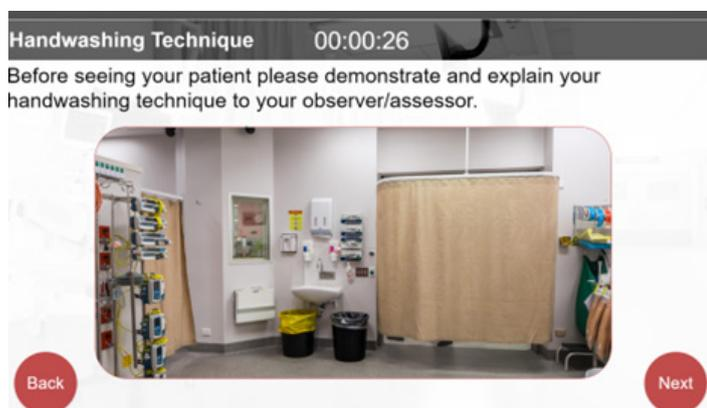 Handwashing Technique 00:00:26
Before seeing your patient please demonstrate and explain your
handwashing technique to your observer/assessor.
Back Next